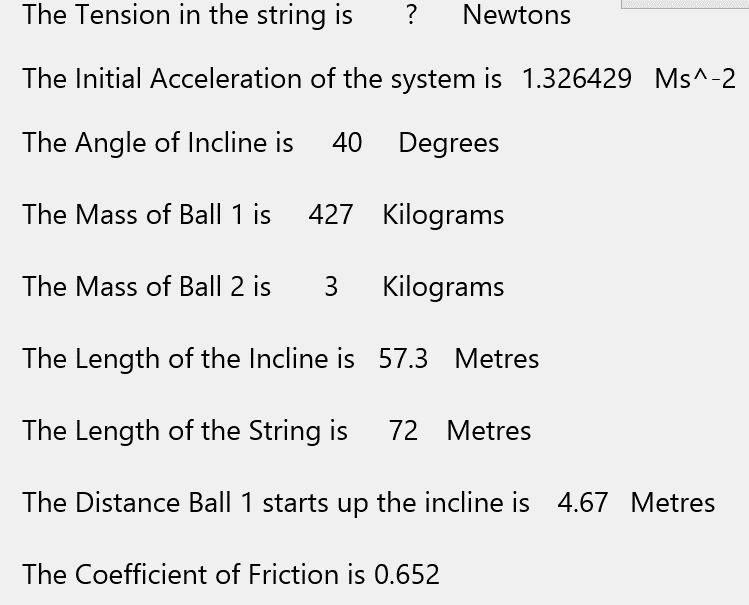 The Tension in the string is ? Newtons
The Initial Acceleration of the system is 1.326429 Ms^-2
The Angle of Incline is 40 Degrees
The Mass of Ball 1 is 427 Kilograms
The Mass of Ball 2 is 3 Kilograms
The Length of the Incline is 57.3 Metres
The Length of the String is 72 Metres
The Distance Ball 1 starts up the incline is 4.67 Metres
The Coefficient of Friction is 0.652